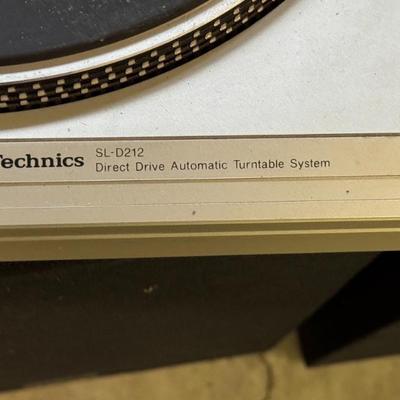 Technics SL-D212
Direct Drive Automatic Turntable System